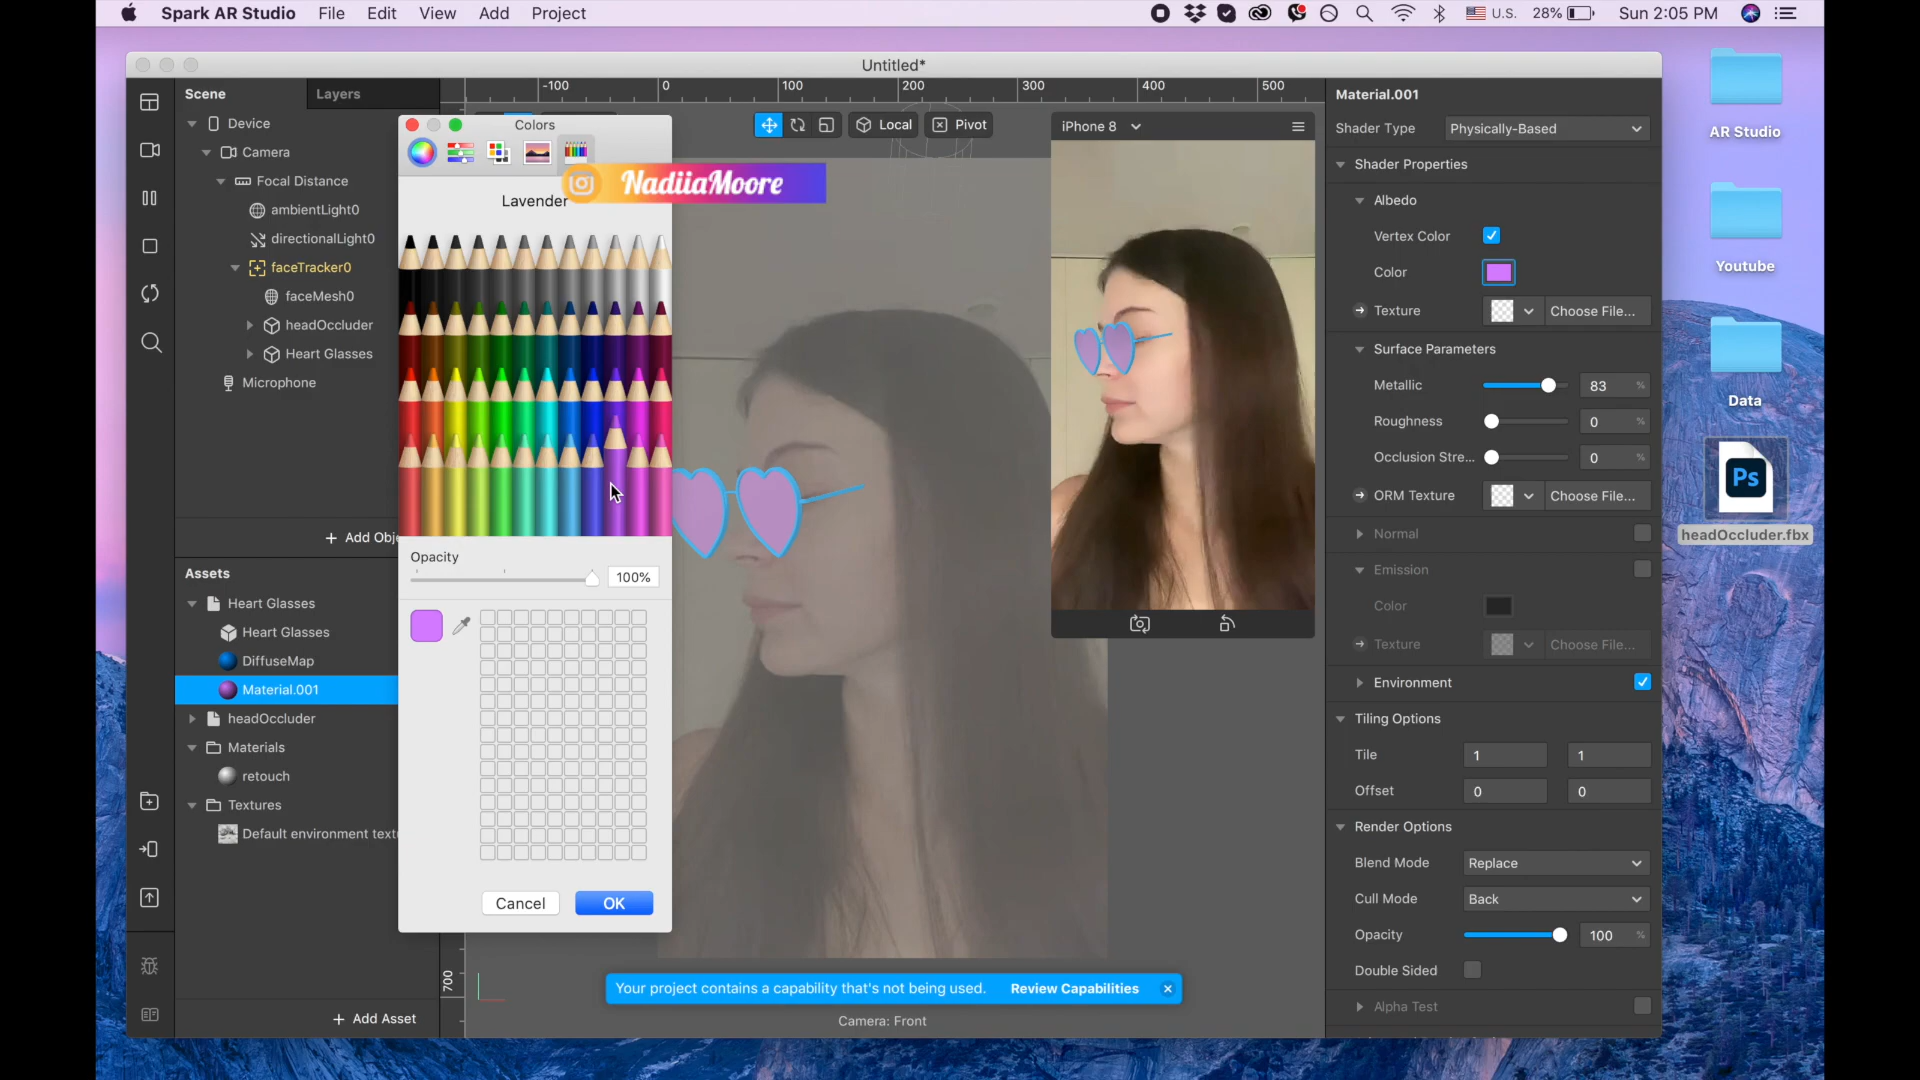 Spark AR Studio File Edit View Add Project
U.S. 28% Sun 2:05 PM
Untitled*
Scene Layers
Device
Camera
Focal Distance
ambientLight0
directionalLight0
faceTracker0
faceMesh0
headOccluder
Heart Glasses
Microphone
+ Add Obje
Assets
Heart Glasses
Heart Glasses
DiffuseMap
Material.001
headOccluder
Materials
retouch
Textures
Default environment textu
+ Add Asset
Colors
Lavender
Opacity
100%
Cancel OK
NadiiaMoore
-100 0 100 200 300 400 500
Local Pivot
700
iPhone 8
Your project contains a capability that's not being used. Review Capabilities
Camera: Front
Material.001
Shader Type Physically-Based
Shader Properties
Albedo
Vertex Color
Color
Texture Choose File...
Surface Parameters
Metallic 83 %
Roughness 0 %
Occlusion Stre... 0 %
ORM Texture Choose File...
Normal
Emission
Color
Texture Choose File...
Environment
Tiling Options
Tile 1 1
Offset 0 0
Render Options
Blend Mode Replace
Cull Mode Back
Opacity 100 %
Double Sided
Alpha Test
AR Studio
Youtube
Data
Ps
headOccluder.fbx